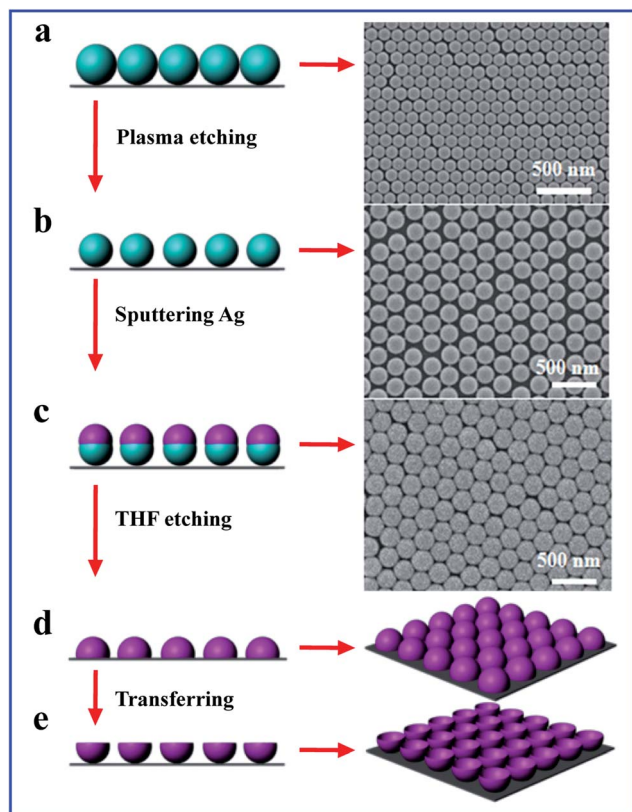 a
500 nm
Plasma etching
b
500 nm
Sputtering Ag
c
500 nm
THF etching
d
Transferring
e